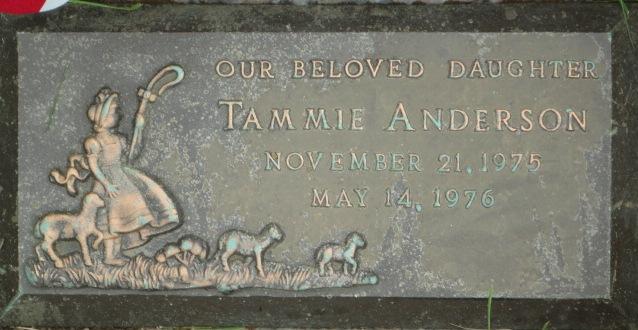 OUR BELOVED DAUGHTER
TAMMIE ANDERSON
NOVEMBER 21, 1975
MAY 14, 1976